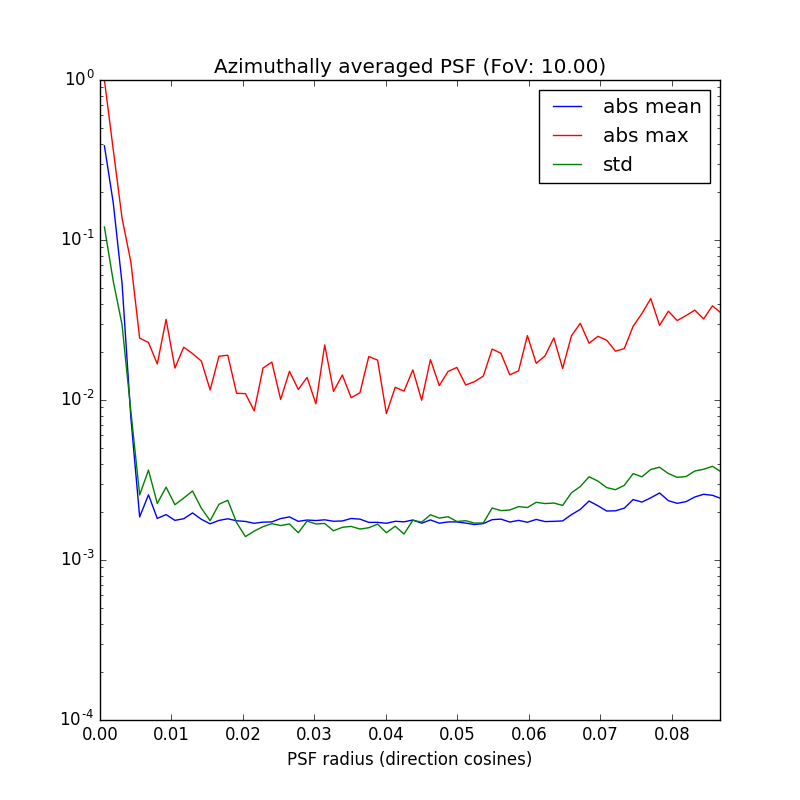 Azimuthally averaged PSF (FoV: 10.00)
10^0
10^-1
10^-2
10^-3
10^-4
abs mean
abs max
std
0.00 0.01 0.02 0.03 0.04 0.05 0.06 0.07 0.08
PSF radius (direction cosines)